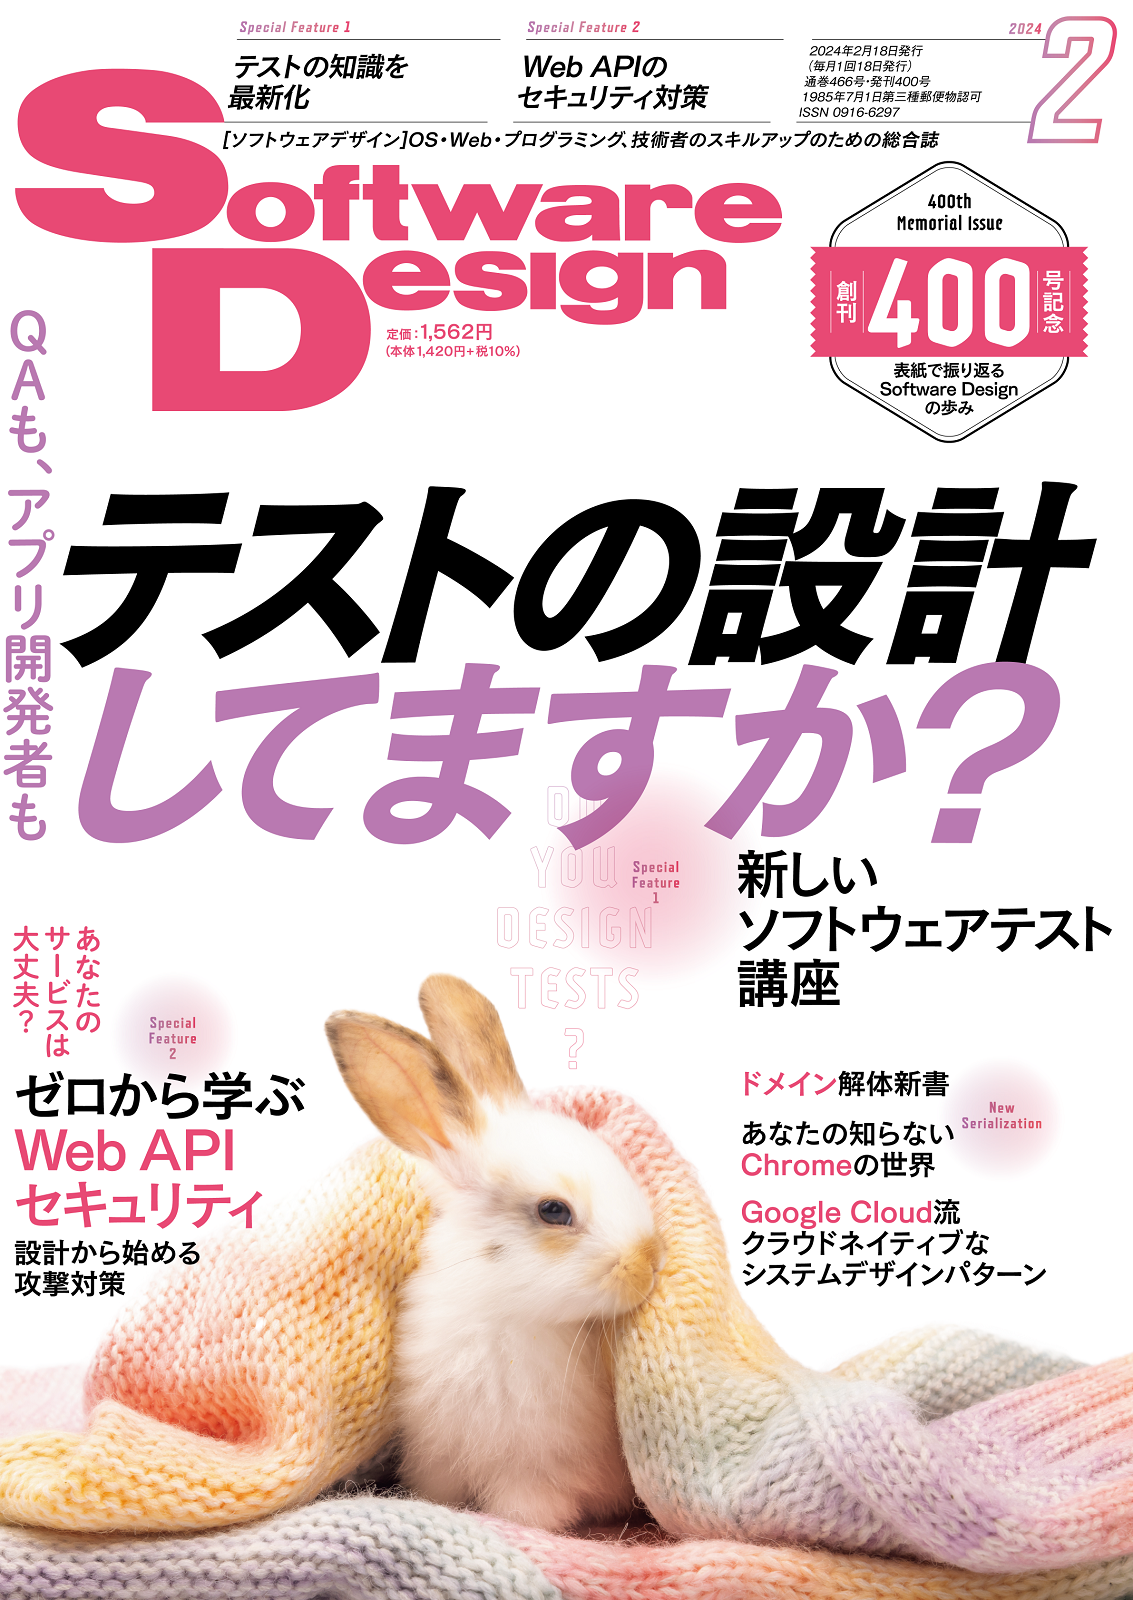 Special Feature 1
テストの知識を
最新化
Special Feature 2
Web APIの
セキュリティ対策
2024
2
2024年2月18日発行
(毎月1回18日発行)
通巻466号・発刊400号
1985年7月1日第三種郵便物認可
ISSN 0916-6297
[ソフトウェアデザイン]OS・Web・プログラミング、技術者のスキルアップのための総合誌
Software
Design
定価:1,562円
(本体1,420円+税10%)
400th
Memorial Issue
創刊
400
号記念
表紙で振り返る
Software Design
の歩み
QAも、アプリ開発者も
テストの設計
してますか?
DO
YOU
DESIGN
TESTS
?
Special
Feature
1
新しい
ソフトウェアテスト
講座
あなたの
サービスは
大丈夫?
Special
Feature
2
ゼロから学ぶ
Web API
セキュリティ
設計から始める
攻撃対策
ドメイン解体新書
あなたの知らない
Chromeの世界
Google Cloud流
クラウドネイティブな
システムデザインパターン
New
Serialization